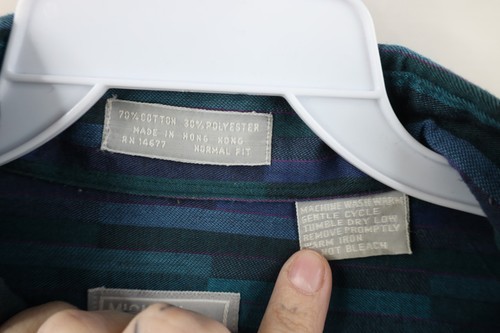 70% COTTON 30% POLYESTER
MADE IN HONG KONG
RN 14677 NORMAL FIT
MACHINE WASH WARM
GENTLE CYCLE
TUMBLE DRY LOW
REMOVE PROMPTLY
WARM IRON
NOT BLEACH